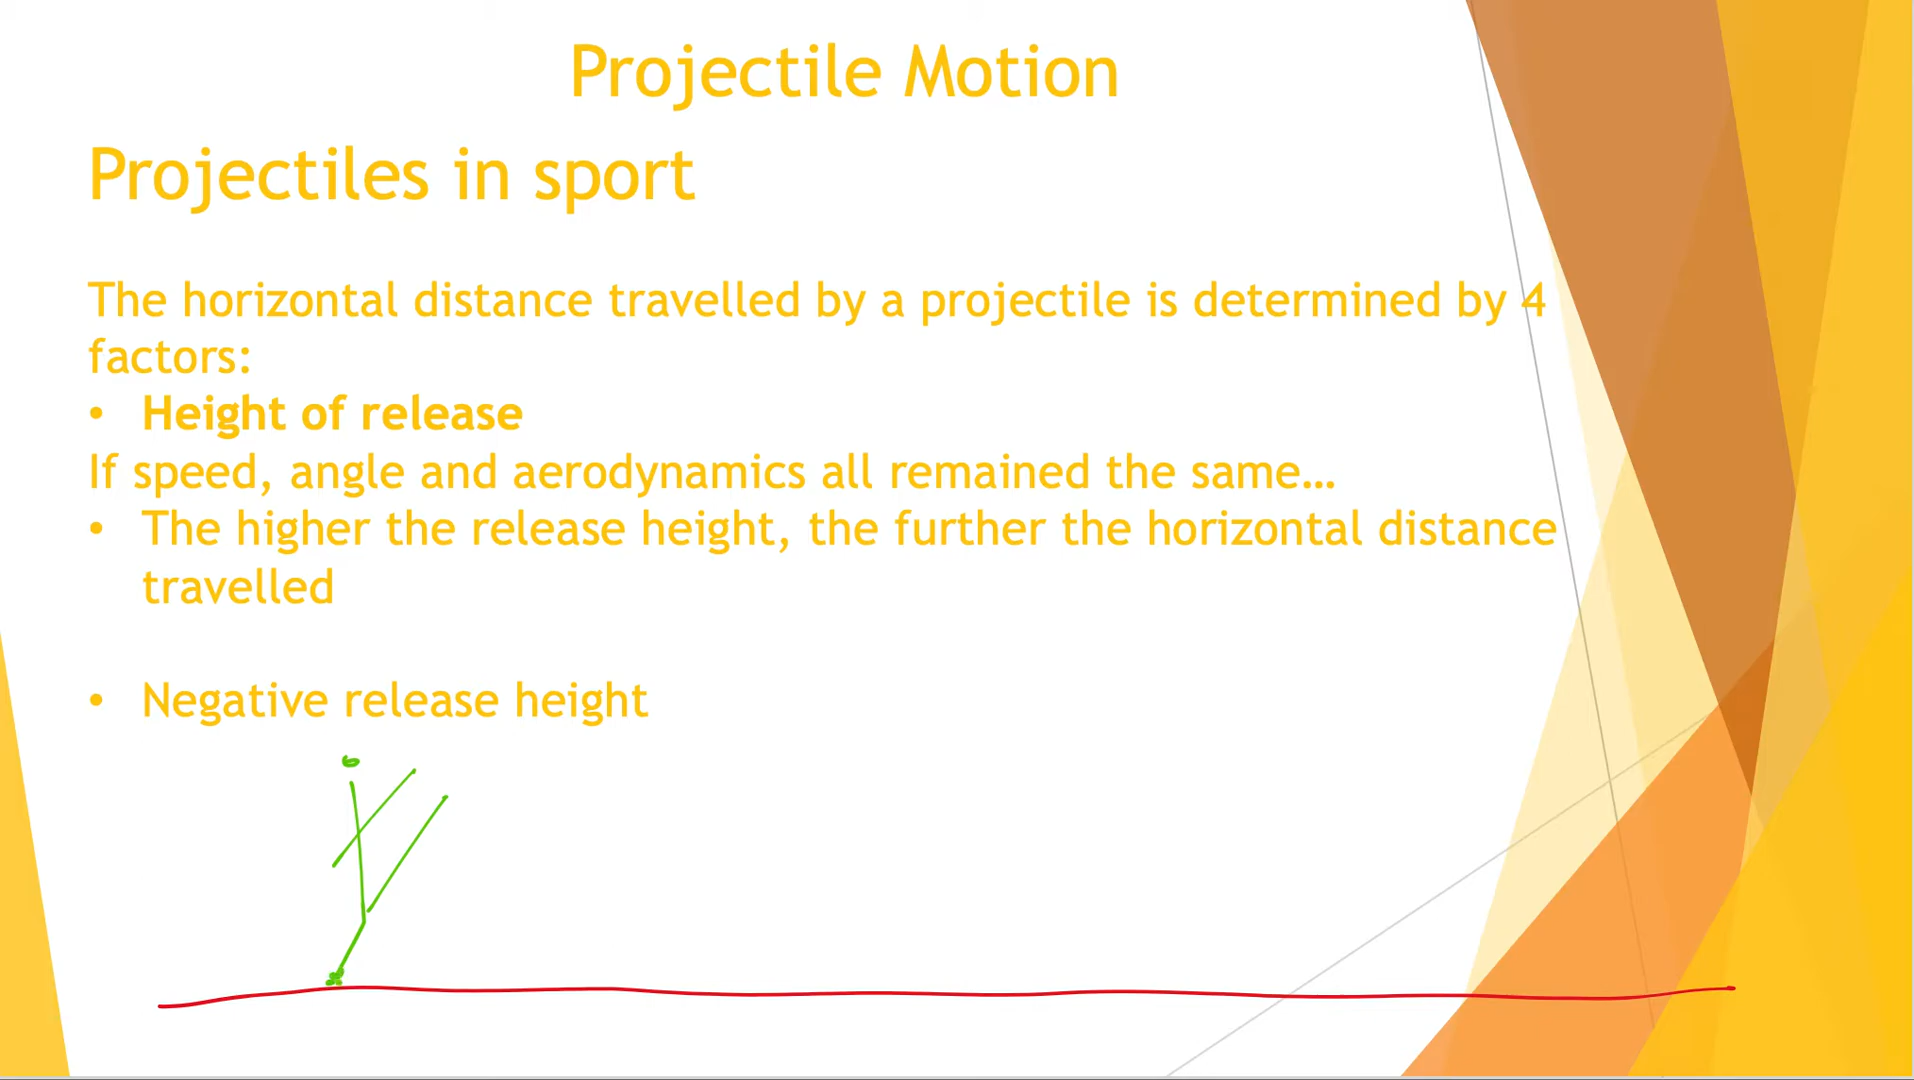 Projectile Motion
Projectiles in sport
The horizontal distance travelled by a projectile is determined by 4
factors:
• Height of release
If speed, angle and aerodynamics all remained the same...
• The higher the release height, the further the horizontal distance
travelled
• Negative release height